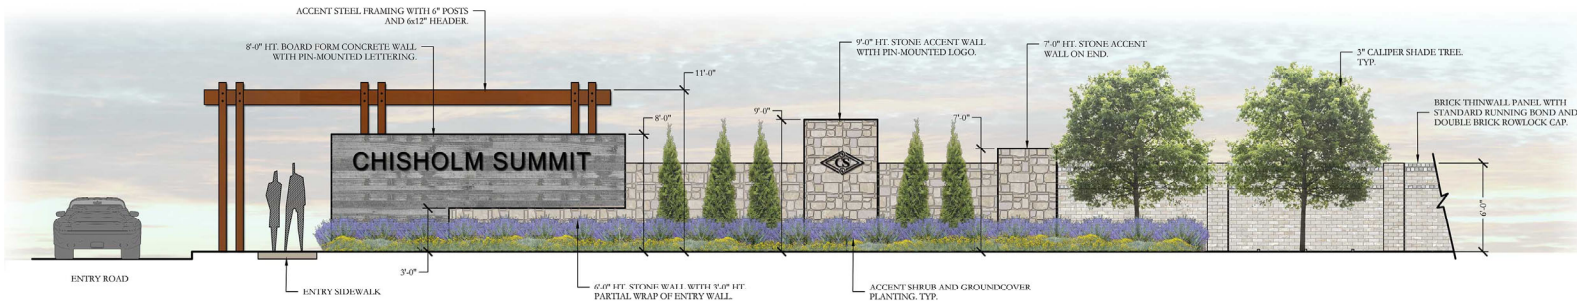 ACCENT STEEL FRAMING WITH 6" POSTS
AND 6x12" HEADER.
8'-0" HT. BOARD FORM CONCRETE WALL
WITH PIN-MOUNTED LETTERING.
11'-0"
8'-0"
9'-0"
9'-0" HT. STONE ACCENT WALL
WITH PIN-MOUNTED LOGO.
7'-0" HT. STONE ACCENT
WALL ON END.
7'-0"
3" CALIPER SHADE TREE.
TYP.
BRICK THINWALL PANEL WITH
STANDARD RUNNING BOND AND
DOUBLE BRICK ROWLOCK CAP.
CHISHOLM SUMMIT
CS
6'-0"
3'-0"
ENTRY ROAD
ENTRY SIDEWALK
6'-0" HT. STONE WALL WITH 3'-0" HT.
PARTIAL WRAP OF ENTRY WALL.
ACCENT SHRUB AND GROUNDCOVER
PLANTING, TYP.